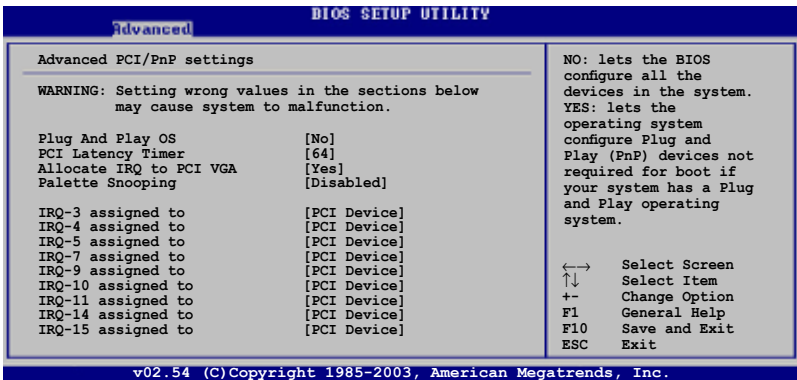 BIOS SETUP UTILITY
Advanced
Advanced PCI/PnP settings
WARNING: Setting wrong values in the sections below
may cause system to malfunction.
Plug And Play OS [No]
PCI Latency Timer [64]
Allocate IRQ to PCI VGA [Yes]
Palette Snooping [Disabled]
IRQ-3 assigned to [PCI Device]
IRQ-4 assigned to [PCI Device]
IRQ-5 assigned to [PCI Device]
IRQ-7 assigned to [PCI Device]
IRQ-9 assigned to [PCI Device]
IRQ-10 assigned to [PCI Device]
IRQ-11 assigned to [PCI Device]
IRQ-14 assigned to [PCI Device]
IRQ-15 assigned to [PCI Device]
NO: lets the BIOS
configure all the
devices in the system.
YES: lets the
operating system
configure Plug and
Play (PnP) devices not
required for boot if
your system has a Plug
and Play operating
system.
←→ Select Screen
↑↓ Select Item
+- Change Option
F1 General Help
F10 Save and Exit
ESC Exit
v02.54 (C)Copyright 1985-2003, American Megatrends, Inc.